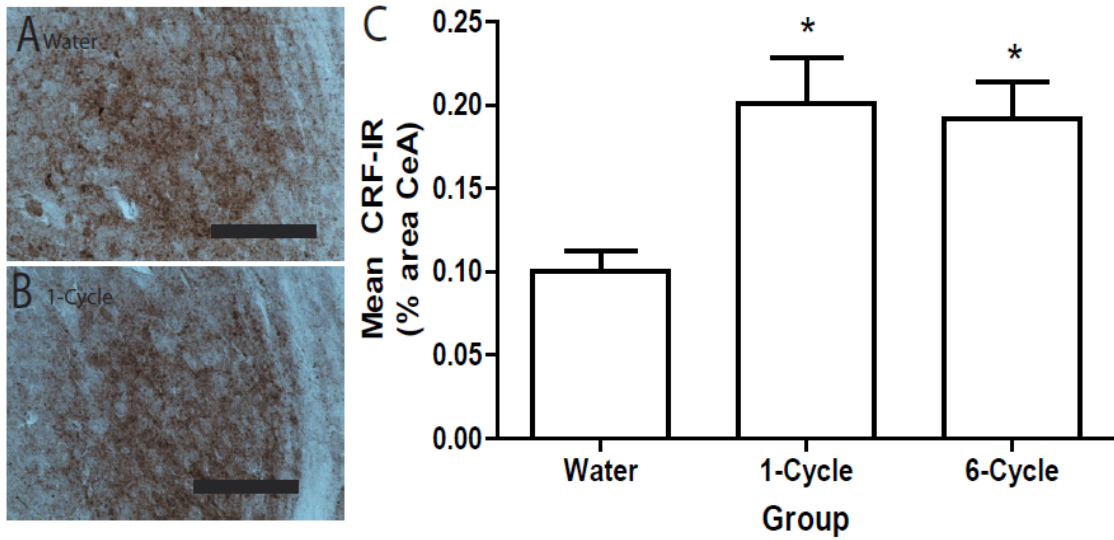 A Water
B 1-Cycle
C
Mean CRF-IR
(% area CeA)
0.25
0.20
0.15
0.10
0.05
0.00
*
*
Water 1-Cycle 6-Cycle
Group